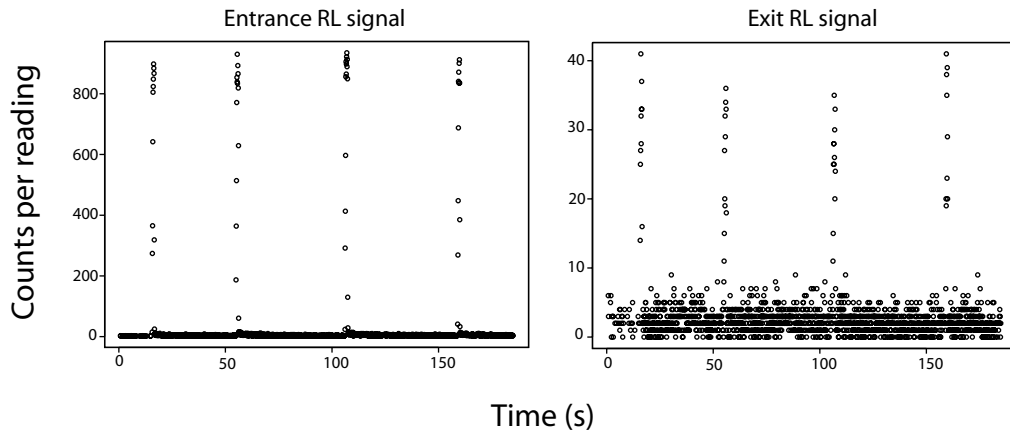 Entrance RL signal
Exit RL signal
Counts per reading
800
600
400
200
0
0 50 100 150
40
30
20
10
0
0 50 100 150
Time (s)